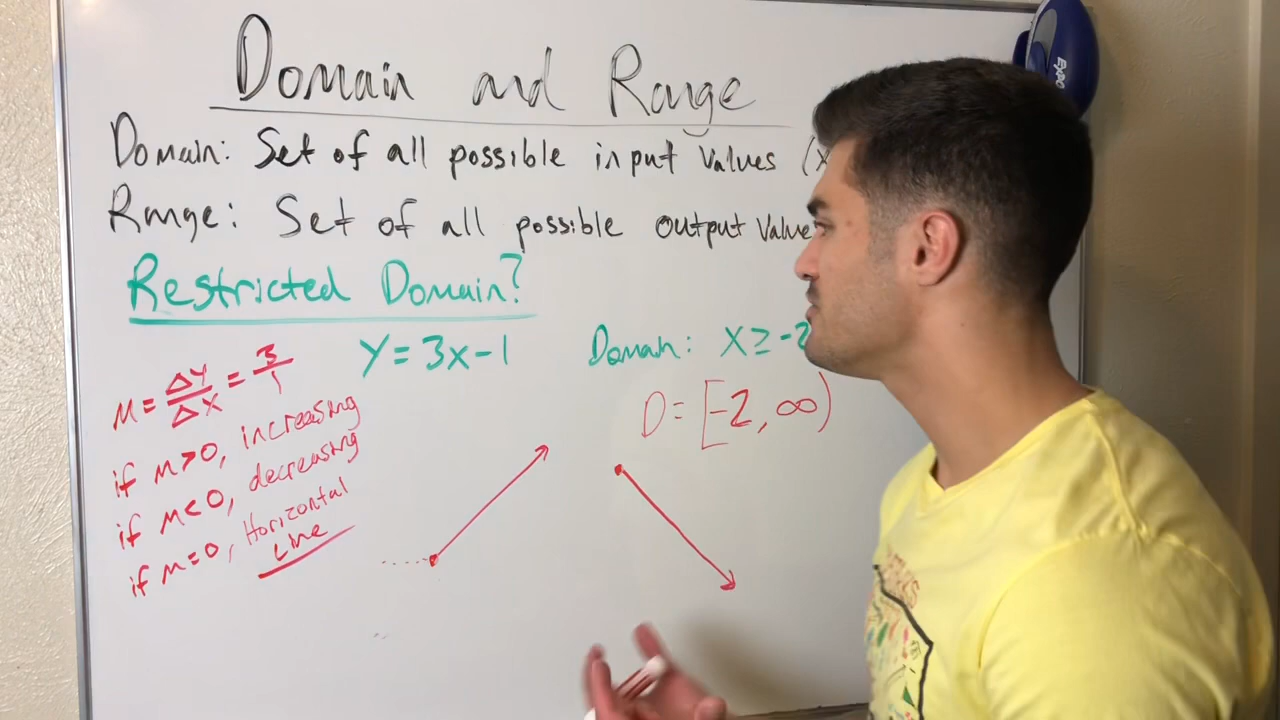 Domain and Range
Domain: Set of all possible input values (x
Range: Set of all possible output value
Restricted Domain?
y = 3x - 1
Domain: x ≥ -2
D = [-2, ∞)
M = Δy/Δx = 3/1
if M > 0, increasing
if M < 0, decreasing
if M = 0, Horizontal
Line
EXPO